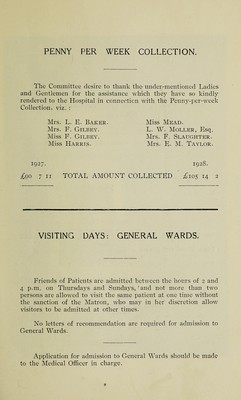 PENNY PER WEEK COLLECTION.
The Committee desire to thank the under-mentioned Ladies
and Gentlemen for the assistance which they have so kindly
rendered to the Hospital in connection with the Penny-per-week
Collection, viz. :
Mrs. L. E. BAKER. Miss MEAD.
Mrs. F. GILBEY. L. W. MOLLER, Esq.
Miss F. GILBEY. Mrs. F. SLAUGHTER.
Miss HARRIS. Mrs. E. M. TAYLOR.
1927. 1928.
£90 7 11 TOTAL AMOUNT COLLECTED £105 14 2
VISITING DAYS: GENERAL WARDS.
Friends of Patients are admitted between the hours of 2 and
4 p.m. on Thursdays and Sundays, and not more than two
persons are allowed to visit the same patient at one time without
the sanction of the Matron, who may in her discretion allow
visitors to be admitted at other times.
No letters of recommendation are required for admission to
General Wards.
Application for admission to General Wards should be made
to the Medical Officer in charge.